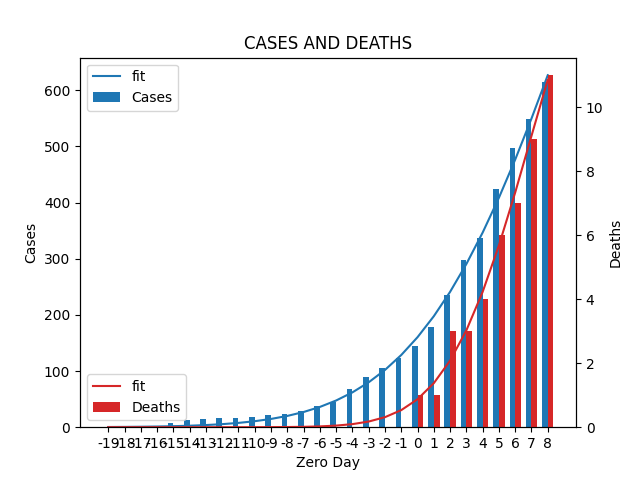 CASES AND DEATHS
fit
Cases
600
500
400
300
200
100
0
Cases
10
8
6
4
2
0
Deaths
fit
Deaths
-19 -18 -17 -16 -15 -14 -13 -12 -11 -10 -9 -8 -7 -6 -5 -4 -3 -2 -1 0 1 2 3 4 5 6 7 8
Zero Day